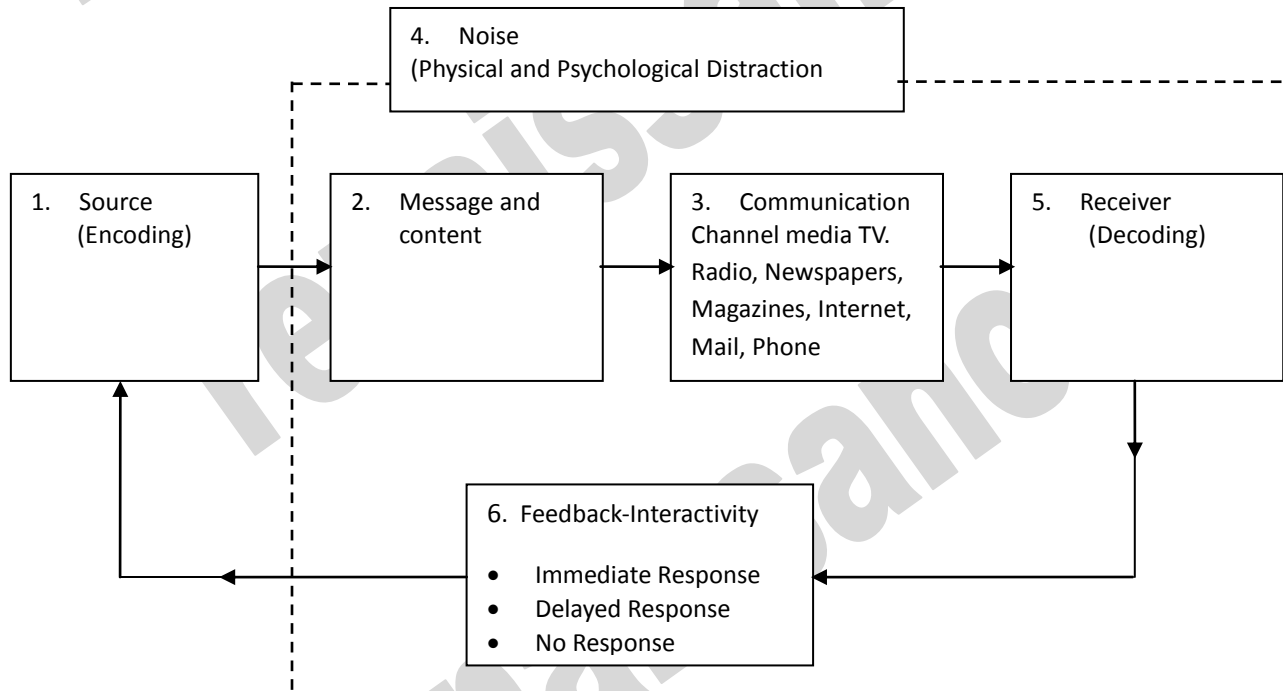 4. Noise
(Physical and Psychological Distraction
1. Source
(Encoding)
2. Message and
content
3. Communication
Channel media TV.
Radio, Newspapers,
Magazines, Internet,
Mail, Phone
5. Receiver
(Decoding)
6. Feedback-Interactivity
• Immediate Response
• Delayed Response
• No Response